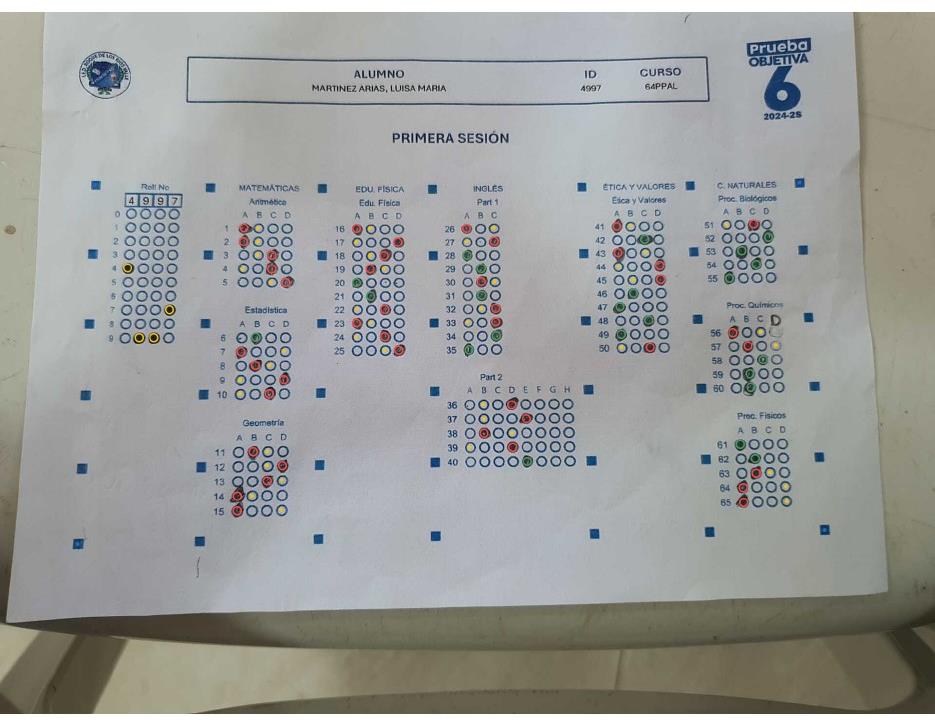 I.E.D. RODOLFO
Prueba
OBJETIVA
6
2024-2S
ALUMNO ID CURSO
MARTINEZ ARIAS, LUISA MARIA 4997 64PPAL
PRIMERA SESIÓN
Roll No
4 9 9 7
0
1
2
3
4
5
6
7
8
9
MATEMÁTICAS
Aritmética
A B C D
1
2
3
4
5
Estadística
A B C D
6
7
8
9
10
Geometría
A B C D
11
12
13
14
15
EDU. FÍSICA
Edu. Física
A B C D
16
17
18
19
20
21
22
23
24
25
INGLÉS
Part 1
A B C
26
27
28
29
30
31
32
33
34
35
Part 2
A B C D E F G H
36
37
38
39
40
ÉTICA Y VALORES
Ética y Valores
A B C D
41
42
43
44
45
46
47
48
49
50
C. NATURALES
Proc. Biológicos
A B C D
51
52
53
54
55
Proc. Químicos
A B C D
56
57
58
59
60
Proc. Físicos
A B C D
61
62
63
64
65